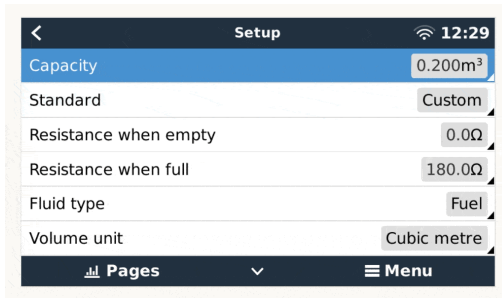 Setup 12:29
Capacity 0.200m³
Standard Custom
Resistance when empty 0.0Ω
Resistance when full 180.0Ω
Fluid type Fuel
Volume unit Cubic metre
Pages Menu